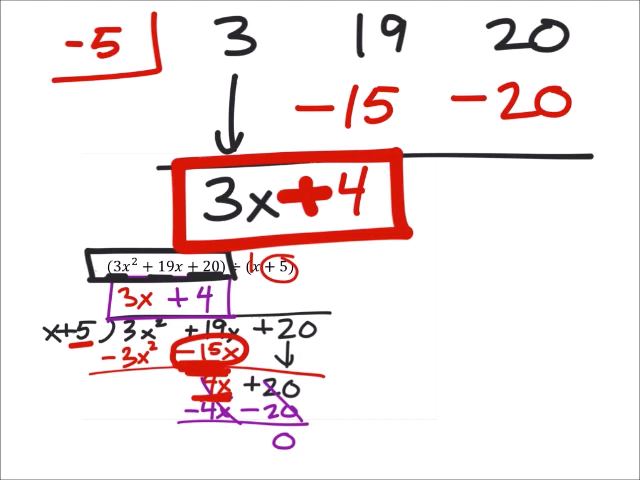 -5 3 19 20
-15 -20
3x+4
(3x² + 19x + 20) ÷ (x + 5)
3x + 4
x+5 ) 3x² +19x +20
-3x² -15x
4x +20
-4x -20
0